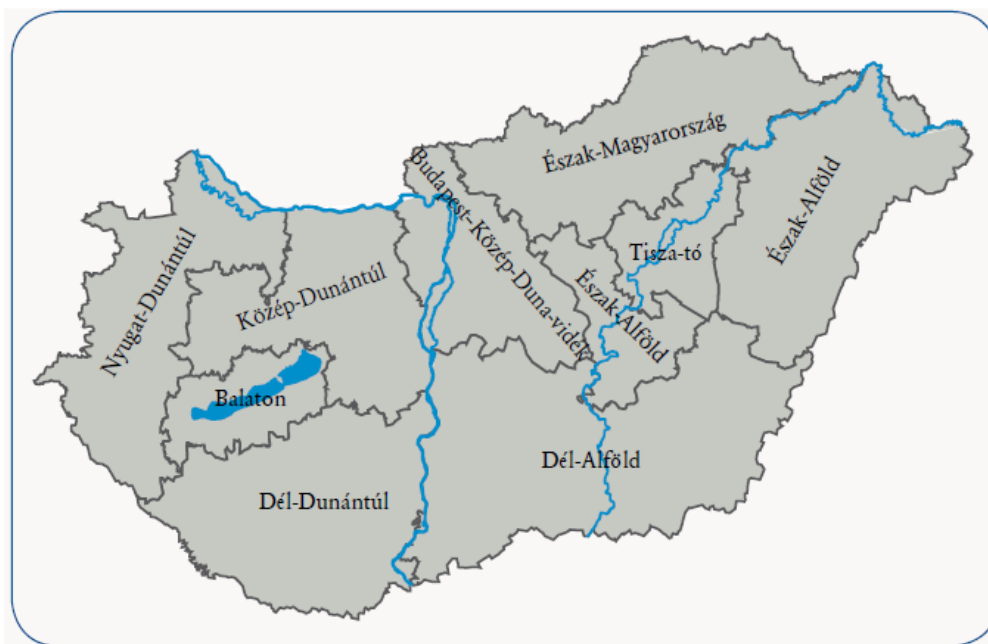 Észak-Magyarország
Budapest-Közép-Duna-vidék
Észak-Alföld
Tisza-tó
Nyugat-Dunántúl
Közép-Dunántúl
Észak-Alföld
Balaton
Dél-Alföld
Dél-Dunántúl